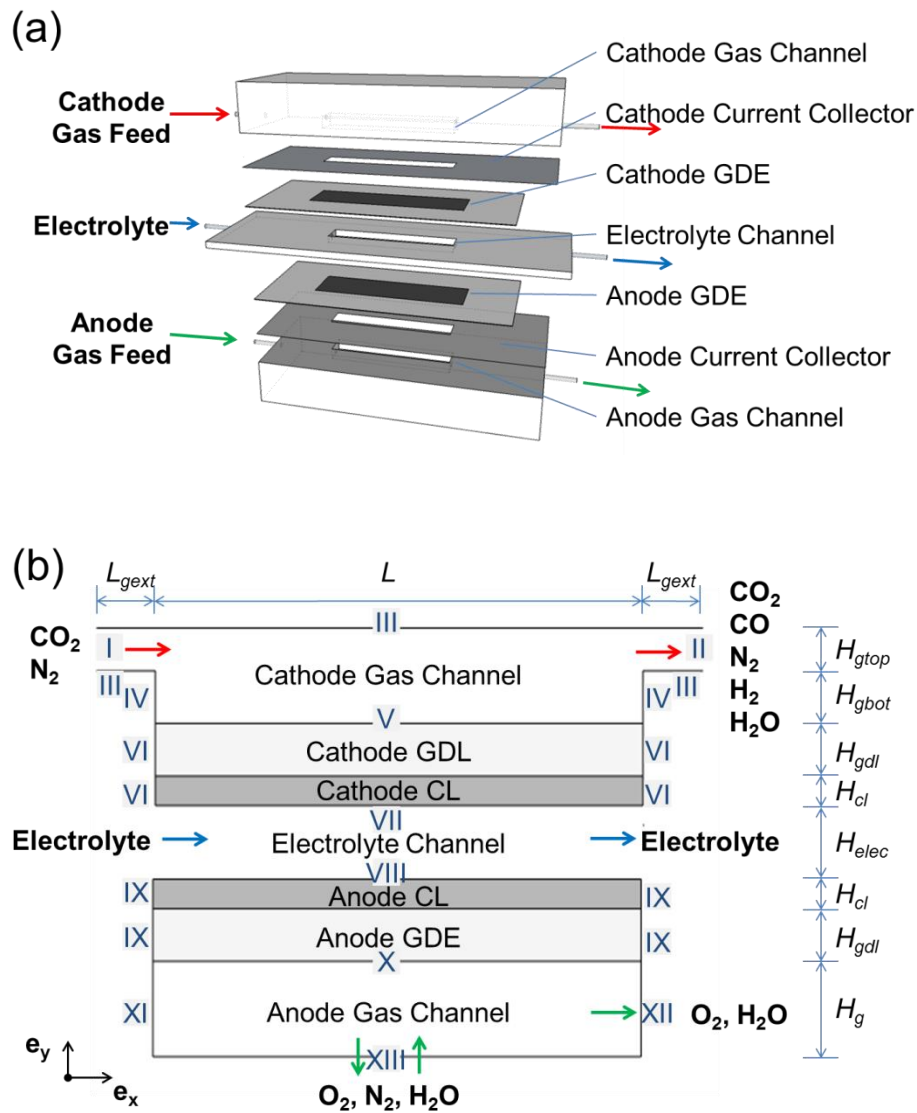 (a)
Cathode Gas Channel
Cathode Current Collector
Cathode GDE
Electrolyte Channel
Anode GDE
Anode Current Collector
Anode Gas Channel
Cathode
Gas Feed
Electrolyte
Anode
Gas Feed
(b)
L_gext
L
L_gext
CO₂
CO
N₂
H₂
H₂O
CO₂
N₂
I
III
II
Cathode Gas Channel
III
IV
IV
III
V
VI
Cathode GDL
VI
VI
Cathode CL
VI
VII
Electrolyte
Electrolyte Channel
Electrolyte
VIII
IX
Anode CL
IX
IX
Anode GDE
IX
X
XI
Anode Gas Channel
XII
O₂, H₂O
XIII
O₂, N₂, H₂O
H_gtop
H_gbot
H_gdl
H_cl
H_elec
H_cl
H_gdl
H_g
e_y
e_x